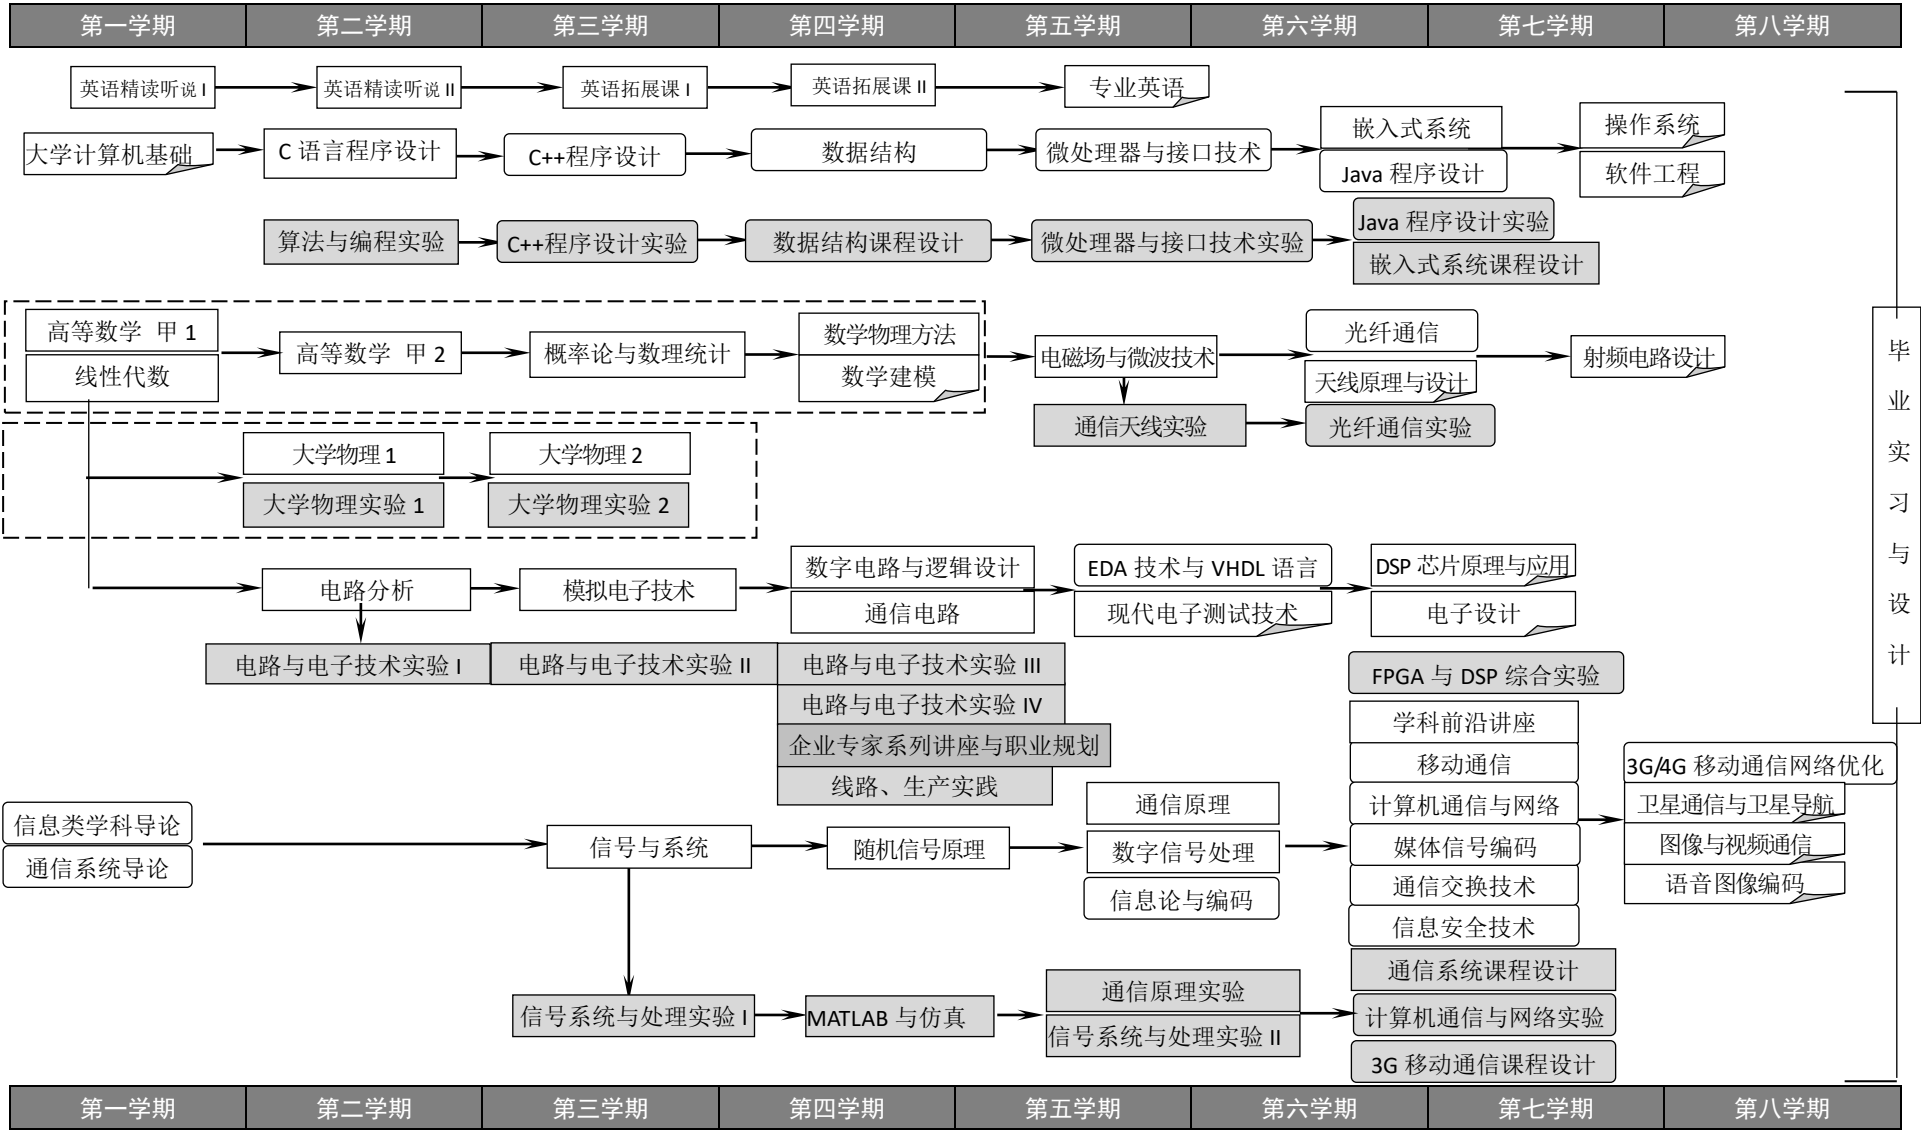 第一学期 第二学期 第三学期 第四学期 第五学期 第六学期 第七学期 第八学期
英语精读听说 I 英语精读听说 II 英语拓展课 I 英语拓展课 II 专业英语
大学计算机基础 C 语言程序设计 C++程序设计 数据结构 微处理器与接口技术
嵌入式系统 操作系统
Java 程序设计 软件工程
算法与编程实验 C++程序设计实验 数据结构课程设计 微处理器与接口技术实验
Java 程序设计实验
嵌入式系统课程设计
高等数学 甲 1
线性代数
高等数学 甲 2 概率论与数理统计
数学物理方法
数学建模
电磁场与微波技术
光纤通信
天线原理与设计
射频电路设计
通信天线实验 光纤通信实验
大学物理 1 大学物理 2
大学物理实验 1 大学物理实验 2
电路分析 模拟电子技术
数字电路与逻辑设计 EDA 技术与 VHDL 语言 DSP 芯片原理与应用
通信电路 现代电子测试技术 电子设计
电路与电子技术实验 I 电路与电子技术实验 II 电路与电子技术实验 III
FPGA 与 DSP 综合实验
电路与电子技术实验 IV
企业专家系列讲座与职业规划
线路、生产实践
信息类学科导论
通信系统导论
信号与系统 随机信号原理
通信原理
数字信号处理
信息论与编码
学科前沿讲座
移动通信
计算机通信与网络
媒体信号编码
通信交换技术
信息安全技术
3G/4G 移动通信网络优化
卫星通信与卫星导航
图像与视频通信
语音图像编码
信号系统与处理实验 I MATLAB 与仿真
通信原理实验
信号系统与处理实验 II
通信系统课程设计
计算机通信与网络实验
3G 移动通信课程设计
毕业实习与设计
第一学期 第二学期 第三学期 第四学期 第五学期 第六学期 第七学期 第八学期